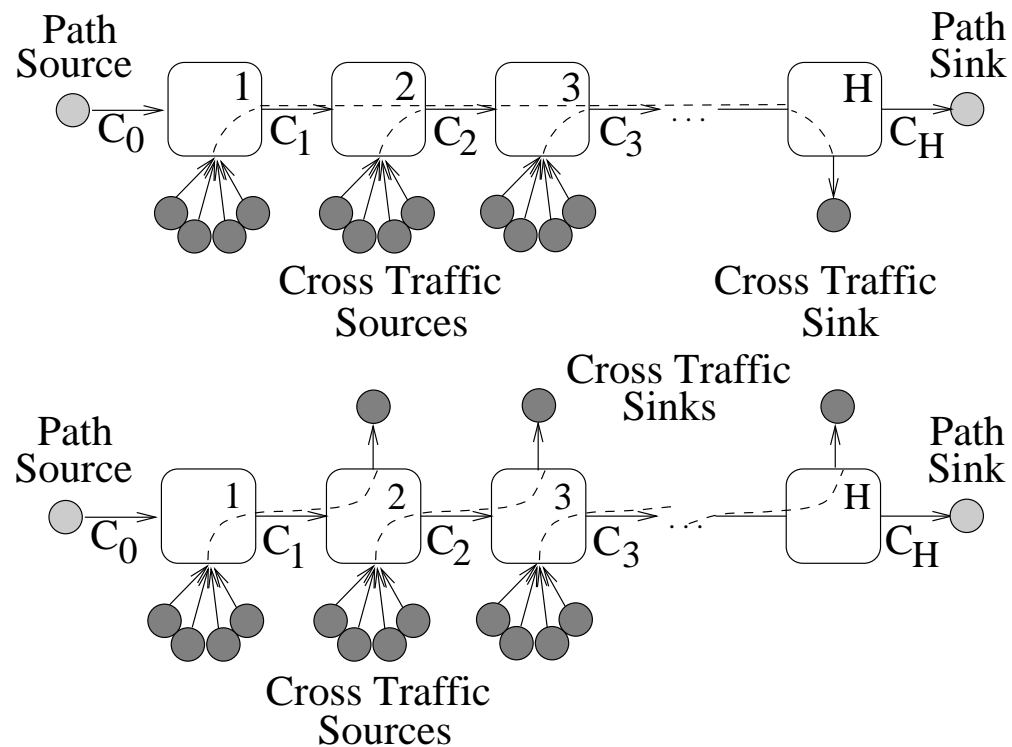 Path
Source
Path
Sink
1
2
3
H
C0
C1
C2
C3
...
CH
Cross Traffic
Sources
Cross Traffic
Sink
Cross Traffic
Sinks
Path
Source
Path
Sink
1
2
3
H
C0
C1
C2
C3
...
CH
Cross Traffic
Sources